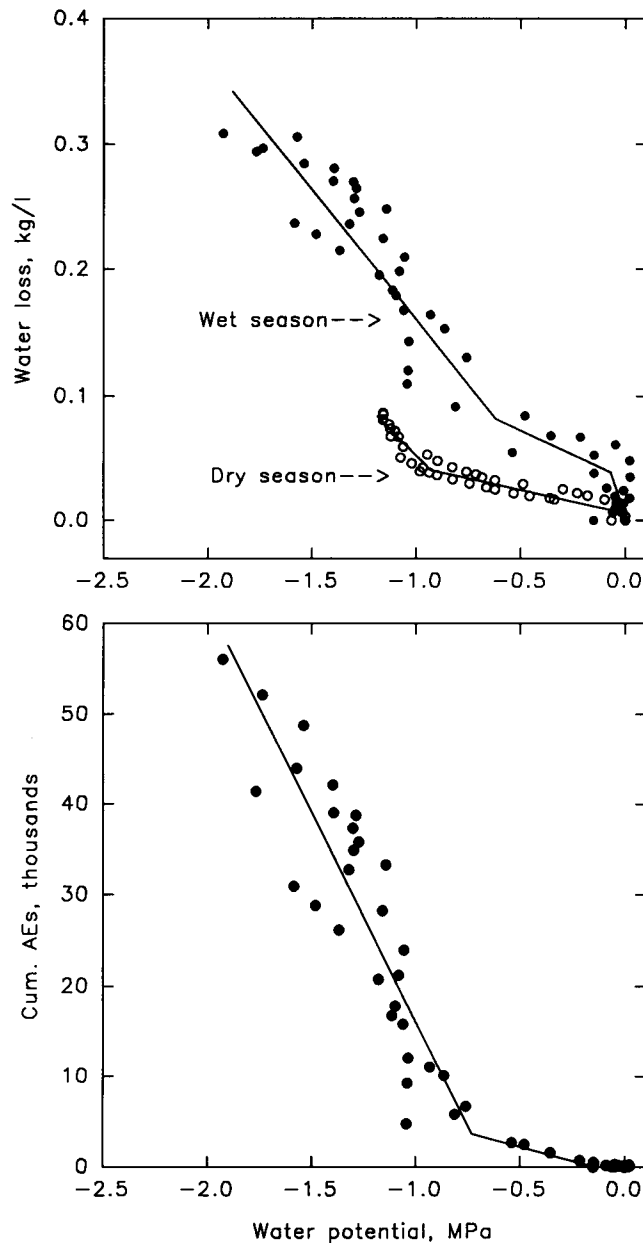 0.4
0.3
0.2
0.1
0.0
Water loss, kg/l
Wet season-->
Dry season-->
-2.5 -2.0 -1.5 -1.0 -0.5 0.0
60
50
40
30
20
10
0
Cum. AEs, thousands
-2.5 -2.0 -1.5 -1.0 -0.5 0.0
Water potential, MPa